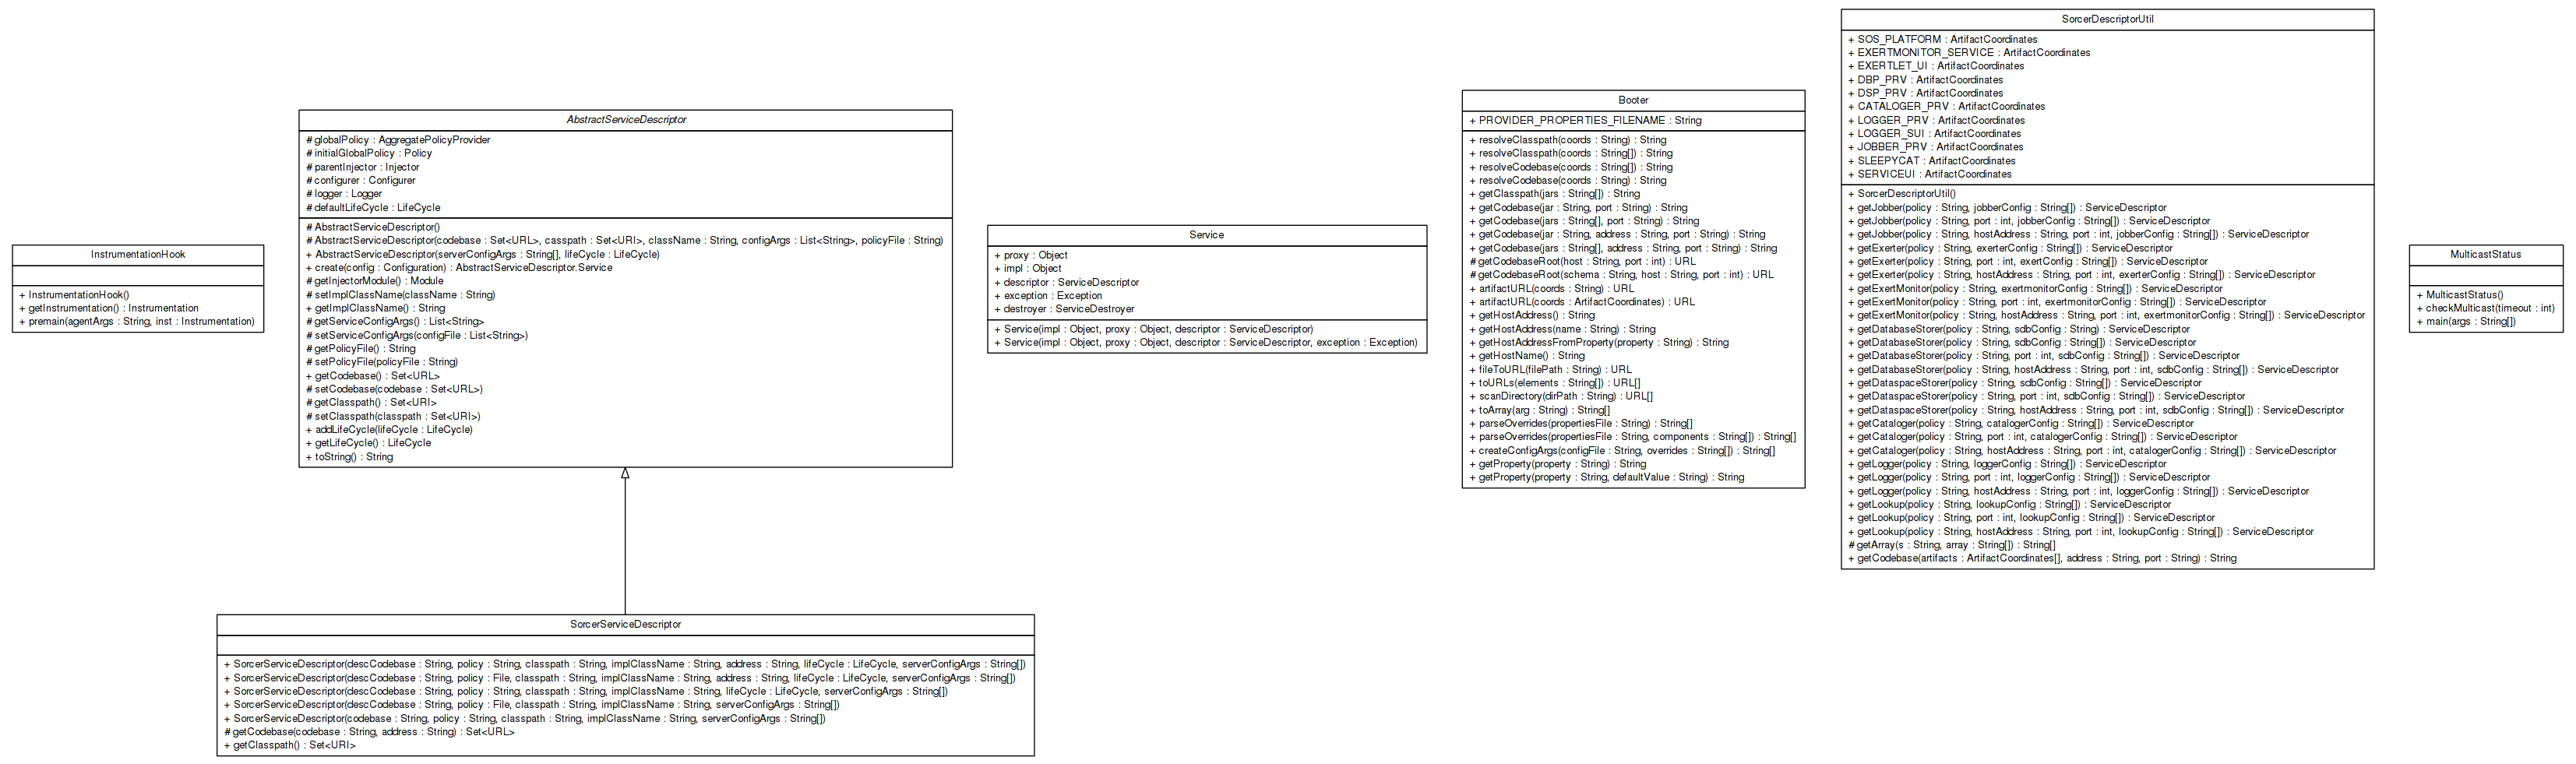 InstrumentationHook
+ InstrumentationHook()
+ getInstrumentation() : Instrumentation
+ premain(agentArgs : String, inst : Instrumentation)
AbstractServiceDescriptor
# globalPolicy : AggregatePolicyProvider
# initialGlobalPolicy : Policy
# parentInjector : Injector
# configurer : Configurer
# logger : Logger
# defaultLifeCycle : LifeCycle
# AbstractServiceDescriptor()
# AbstractServiceDescriptor(codebase : Set<URL>, casspath : Set<URI>, className : String, configArgs : List<String>, policyFile : String)
+ AbstractServiceDescriptor(serverConfigArgs : String[], lifeCycle : LifeCycle)
+ create(config : Configuration) : AbstractServiceDescriptor.Service
# getInjectorModule() : Module
# setImplClassName(className : String)
+ getImplClassName() : String
# getServiceConfigArgs() : List<String>
# setServiceConfigArgs(configFile : List<String>)
# getPolicyFile() : String
# setPolicyFile(policyFile : String)
+ getCodebase() : Set<URL>
# setCodebase(codebase : Set<URL>)
# getClasspath() : Set<URI>
# setClasspath(classpath : Set<URI>)
+ addLifeCycle(lifeCycle : LifeCycle)
+ getLifeCycle() : LifeCycle
+ toString() : String
SorcerServiceDescriptor
+ SorcerServiceDescriptor(descCodebase : String, policy : String, classpath : String, implClassName : String, address : String, lifeCycle : LifeCycle, serverConfigArgs : String[])
+ SorcerServiceDescriptor(descCodebase : String, policy : File, classpath : String, implClassName : String, address : String, lifeCycle : LifeCycle, serverConfigArgs : String[])
+ SorcerServiceDescriptor(descCodebase : String, policy : String, classpath : String, implClassName : String, lifeCycle : LifeCycle, serverConfigArgs : String[])
+ SorcerServiceDescriptor(descCodebase : String, policy : File, classpath : String, implClassName : String, serverConfigArgs : String[])
+ SorcerServiceDescriptor(codebase : String, policy : String, classpath : String, implClassName : String, serverConfigArgs : String[])
# getCodebase(codebase : String, address : String) : Set<URL>
+ getClasspath() : Set<URI>
Service
+ proxy : Object
+ impl : Object
+ descriptor : ServiceDescriptor
+ exception : Exception
+ destroyer : ServiceDestroyer
+ Service(impl : Object, proxy : Object, descriptor : ServiceDescriptor)
+ Service(impl : Object, proxy : Object, descriptor : ServiceDescriptor, exception : Exception)
Booter
+ PROVIDER_PROPERTIES_FILENAME : String
+ resolveClasspath(coords : String) : String
+ resolveClasspath(coords : String[]) : String
+ resolveCodebase(coords : String[]) : String
+ resolveCodebase(coords : String) : String
+ getClasspath(jars : String[]) : String
+ getCodebase(jar : String, port : String) : String
+ getCodebase(jars : String[], port : String) : String
+ getCodebase(jar : String, address : String, port : String) : String
+ getCodebase(jars : String[], address : String, port : String) : String
# getCodebaseRoot(host : String, port : int) : URL
# getCodebaseRoot(schema : String, host : String, port : int) : URL
+ artifactURL(coords : String) : URL
+ artifactURL(coords : ArtifactCoordinates) : URL
+ getHostAddress() : String
+ getHostAddress(name : String) : String
+ getHostAddressFromProperty(property : String) : String
+ getHostName() : String
+ fileToURL(filePath : String) : URL
+ toURLs(elements : String[]) : URL[]
+ scanDirectory(dirPath : String) : URL[]
+ toArray(arg : String) : String[]
+ parseOverrides(propertiesFile : String) : String[]
+ parseOverrides(propertiesFile : String, components : String[]) : String[]
+ createConfigArgs(configFile : String, overrides : String[]) : String[]
+ getProperty(property : String) : String
+ getProperty(property : String, defaultValue : String) : String
SorcerDescriptorUtil
+ SOS_PLATFORM : ArtifactCoordinates
+ EXERTMONITOR_SERVICE : ArtifactCoordinates
+ EXERTLET_UI : ArtifactCoordinates
+ DBP_PRV : ArtifactCoordinates
+ DSP_PRV : ArtifactCoordinates
+ CATALOGER_PRV : ArtifactCoordinates
+ LOGGER_PRV : ArtifactCoordinates
+ LOGGER_SUI : ArtifactCoordinates
+ JOBBER_PRV : ArtifactCoordinates
+ SLEEPYCAT : ArtifactCoordinates
+ SERVICEUI : ArtifactCoordinates
+ SorcerDescriptorUtil()
+ getJobber(policy : String, jobberConfig : String[]) : ServiceDescriptor
+ getJobber(policy : String, port : int, jobberConfig : String[]) : ServiceDescriptor
+ getJobber(policy : String, hostAddress : String, port : int, jobberConfig : String[]) : ServiceDescriptor
+ getExerter(policy : String, exerterConfig : String[]) : ServiceDescriptor
+ getExerter(policy : String, port : int, exertConfig : String[]) : ServiceDescriptor
+ getExerter(policy : String, hostAddress : String, port : int, exerterConfig : String[]) : ServiceDescriptor
+ getExertMonitor(policy : String, exertmonitorConfig : String[]) : ServiceDescriptor
+ getExertMonitor(policy : String, port : int, exertmonitorConfig : String[]) : ServiceDescriptor
+ getExertMonitor(policy : String, hostAddress : String, port : int, exertmonitorConfig : String[]) : ServiceDescriptor
+ getDatabaseStorer(policy : String, sdbConfig : String) : ServiceDescriptor
+ getDatabaseStorer(policy : String, sdbConfig : String[]) : ServiceDescriptor
+ getDatabaseStorer(policy : String, port : int, sdbConfig : String[]) : ServiceDescriptor
+ getDatabaseStorer(policy : String, hostAddress : String, port : int, sdbConfig : String[]) : ServiceDescriptor
+ getDataspaceStorer(policy : String, sdbConfig : String[]) : ServiceDescriptor
+ getDataspaceStorer(policy : String, port : int, sdbConfig : String[]) : ServiceDescriptor
+ getDataspaceStorer(policy : String, hostAddress : String, port : int, sdbConfig : String[]) : ServiceDescriptor
+ getCataloger(policy : String, catalogerConfig : String[]) : ServiceDescriptor
+ getCataloger(policy : String, port : int, catalogerConfig : String[]) : ServiceDescriptor
+ getCataloger(policy : String, hostAddress : String, port : int, catalogerConfig : String[]) : ServiceDescriptor
+ getLogger(policy : String, loggerConfig : String[]) : ServiceDescriptor
+ getLogger(policy : String, port : int, loggerConfig : String[]) : ServiceDescriptor
+ getLogger(policy : String, hostAddress : String, port : int, loggerConfig : String[]) : ServiceDescriptor
+ getLookup(policy : String, lookupConfig : String[]) : ServiceDescriptor
+ getLookup(policy : String, port : int, lookupConfig : String[]) : ServiceDescriptor
+ getLookup(policy : String, hostAddress : String, port : int, lookupConfig : String[]) : ServiceDescriptor
# getArray(s : String, array : String[]) : String[]
+ getCodebase(artifacts : ArtifactCoordinates[], address : String, port : String) : String
MulticastStatus
+ MulticastStatus()
+ checkMulticast(timeout : int)
+ main(args : String[])